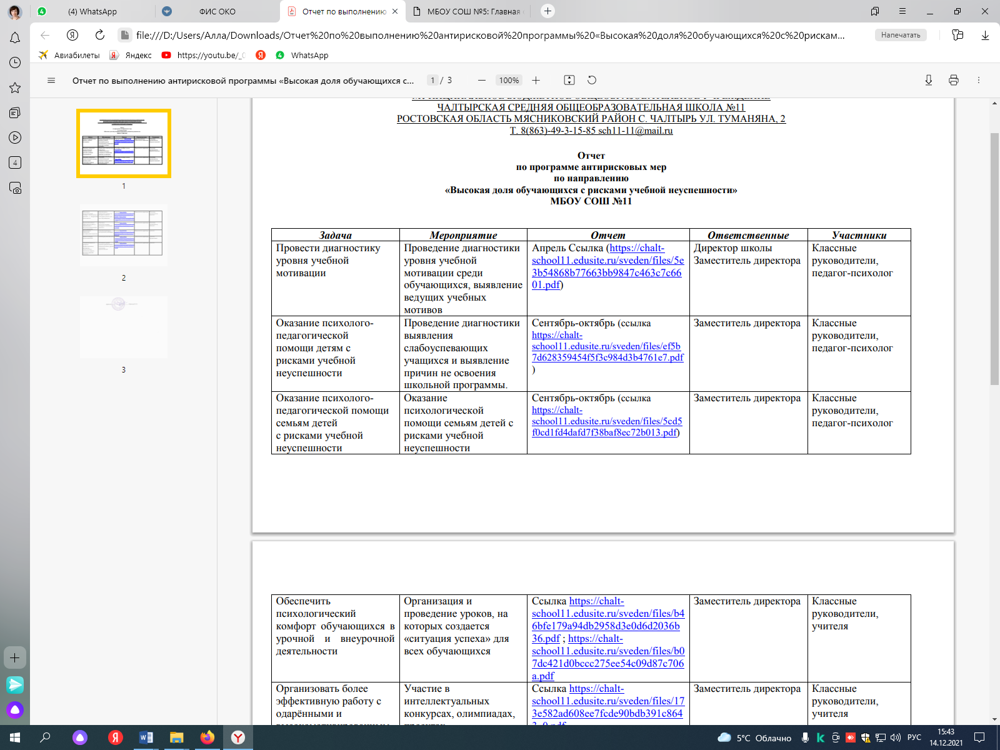 (4) WhatsApp
ФИС ОКО
Отчет по выполнению
МБОУ СОШ №5: Главная
file:///D:/Users/Алла/Downloads/Отчет%20по%20выполнению%20антирисковой%20программы%20«Высокая%20доля%20обучающихся%20с%20рискам...
Напечатать
Авиабилеты
Яндекс
https://youtu.be/_
WhatsApp
Отчет по выполнению антирисковой программы «Высокая доля обучающихся с...
1 / 3
100%
ЧАЛТЫРСКАЯ СРЕДНЯЯ ОБЩЕОБРАЗОВАТЕЛЬНАЯ ШКОЛА №11
РОСТОВСКАЯ ОБЛАСТЬ МЯСНИКОВСКИЙ РАЙОН С. ЧАЛТЫРЬ УЛ. ТУМАНЯНА, 2
Т. 8(863)-49-3-15-85 sch11-11@mail.ru
Отчет
по программе антирисковых мер
по направлению
«Высокая доля обучающихся с рисками учебной неуспешности»
МБОУ СОШ №11
Задача
Мероприятие
Отчет
Ответственные
Участники
Провести диагностику
уровня учебной
мотивации
Проведение диагностики
уровня учебной
мотивации среди
обучающихся, выявление
ведущих учебных
мотивов
Апрель Ссылка (https://chalt-
school11.edusite.ru/sveden/files/5e
3b54868b77663bb9847c463c7c66
01.pdf)
Директор школы
Заместитель директора
Классные
руководители,
педагог-психолог
Оказание психолого-
педагогической
помощи детям с
рисками учебной
неуспешности
Проведение диагностики
выявления
слабоуспевающих
учащихся и выявление
причин не освоения
школьной программы.
Сентябрь-октябрь (ссылка
https://chalt-
school11.edusite.ru/sveden/files/ef5b
7d628359454f5f3c984d3b4761e7.pdf
)
Заместитель директора
Классные
руководители,
педагог-психолог
Оказание психолого-
педагогической помощи
семьям детей
с рисками учебной
неуспешности
Оказание
психологической
помощи семьям детей с
рисками учебной
неуспешности
Сентябрь-октябрь (ссылка
https://chalt-
school11.edusite.ru/sveden/files/5cd5
f0cd1fd4dafd7f38baf8ec72b013.pdf)
Заместитель директора
Классные
руководители,
педагог-психолог
Обеспечить
психологический
комфорт обучающихся в
урочной и внеурочной
деятельности
Организация и
проведение уроков, на
которых создается
«ситуация успеха» для
всех обучающихся
Ссылка https://chalt-
school11.edusite.ru/sveden/files/b4
6bfe179a94db2958d3e0d6d2036b
36.pdf ; https://chalt-
school11.edusite.ru/sveden/files/b0
7dc421d0bccc275ee54c09d87c706
a.pdf
Заместитель директора
Классные
руководители,
учителя
Организовать более
эффективную работу с
одарёнными и
Участие в
интеллектуальных
конкурсах, олимпиадах,
Ссылка https://chalt-
school11.edusite.ru/sveden/files/17
3e582ad608ee7fcde90bdb391c864
Заместитель директора
Классные
руководители,
учителя
1
2
3
4
5°C Облачно
РУС
15:43
14.12.2021